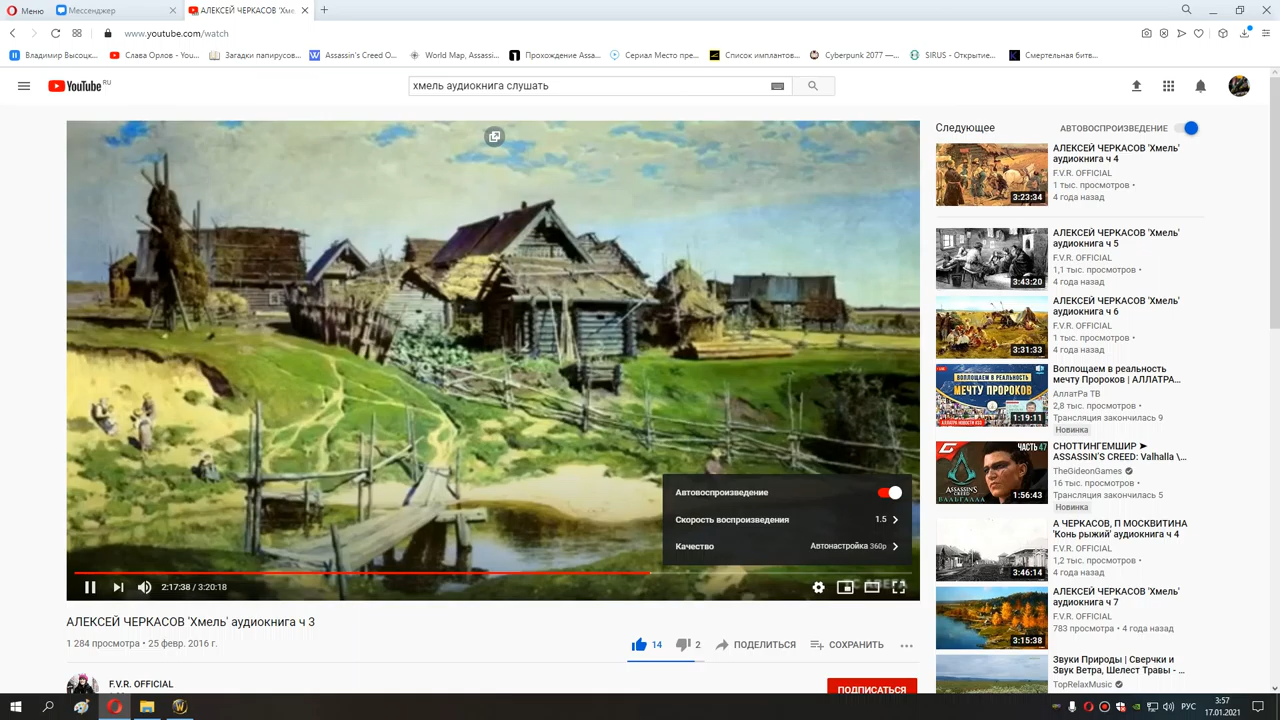 Меню
Мессенджер
АЛЕКСЕЙ ЧЕРКАСОВ 'Хме
www.youtube.com/watch
Владимир Высоцк...
Слава Орлов - You...
Загадки папирусов...
Assassin's Creed O...
World Map, Assassi...
Прохождение Assa...
Сериал Место пре...
Список имплантов...
Cyberpunk 2077 —...
SIRUS - Открытие...
Смертельная битв...
YouTube RU
хмель аудиокнига слушать
Автовоспроизведение
Скорость воспроизведения 1.5
Качество Автонастройка 360p
2:17:38 / 3:20:18
АЛЕКСЕЙ ЧЕРКАСОВ 'Хмель' аудиокнига ч 3
1 284 просмотра • 25 февр. 2016 г.
14
2
ПОДЕЛИТЬСЯ
СОХРАНИТЬ
F.V.R. OFFICIAL
ПОДПИСАТЬСЯ
Следующее
АВТОВОСПРОИЗВЕДЕНИЕ
АЛЕКСЕЙ ЧЕРКАСОВ 'Хмель'
аудиокнига ч 4
F.V.R. OFFICIAL
1 тыс. просмотров •
4 года назад
3:23:34
АЛЕКСЕЙ ЧЕРКАСОВ 'Хмель'
аудиокнига ч 5
F.V.R. OFFICIAL
1,1 тыс. просмотров •
4 года назад
3:43:20
АЛЕКСЕЙ ЧЕРКАСОВ 'Хмель'
аудиокнига ч 6
F.V.R. OFFICIAL
1 тыс. просмотров •
4 года назад
3:31:33
ВОПЛОЩАЕМ В РЕАЛЬНОСТЬ
МЕЧТУ ПРОРОКОВ
1:19:11
Воплощаем в реальность
мечту Пророков | АЛЛАТРА...
АллатРа ТВ
2,8 тыс. просмотров •
Трансляция закончилась 9
Новинка
ЧАСТЬ 47
ASSASSIN'S
CREED
ВАЛЬГАЛЛА
1:56:43
СНОТТИНГЕМШИР ➤
ASSASSIN'S CREED: Valhalla \...
TheGideonGames
16 тыс. просмотров •
Трансляция закончилась 5
Новинка
А ЧЕРКАСОВ, П МОСКВИТИНА
'Конь рыжий' аудиокнига ч 4
F.V.R. OFFICIAL
1,2 тыс. просмотров •
4 года назад
3:46:14
АЛЕКСЕЙ ЧЕРКАСОВ 'Хмель'
аудиокнига ч 7
F.V.R. OFFICIAL
783 просмотра • 4 года назад
3:15:38
Звуки Природы | Сверчки и
Звук Ветра, Шелест Травы - ...
TopRelaxMusic
РУС
3:57
17.01.2021